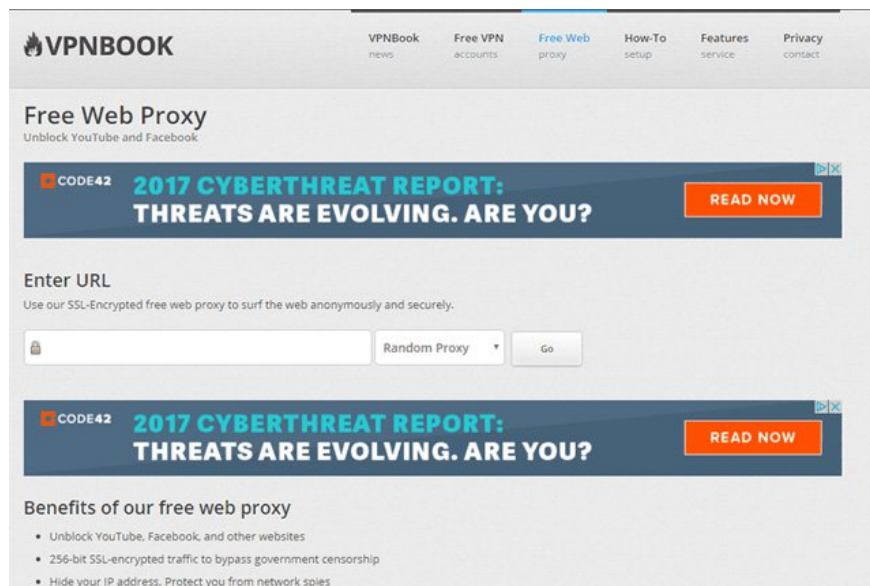 VPNBOOK
VPNBook Free VPN Free Web How-To Features Privacy
news accounts proxy setup service contact
Free Web Proxy
Unblock YouTube and Facebook
CODE42 2017 CYBERTHREAT REPORT:
THREATS ARE EVOLVING. ARE YOU?
READ NOW
Enter URL
Use our SSL-Encrypted free web proxy to surf the web anonymously and securely.
Random Proxy Go
CODE42 2017 CYBERTHREAT REPORT:
THREATS ARE EVOLVING. ARE YOU?
READ NOW
Benefits of our free web proxy
Unblock YouTube, Facebook, and other websites
256-bit SSL-encrypted traffic to bypass government censorship
Hide your IP address. Protect you from network spies